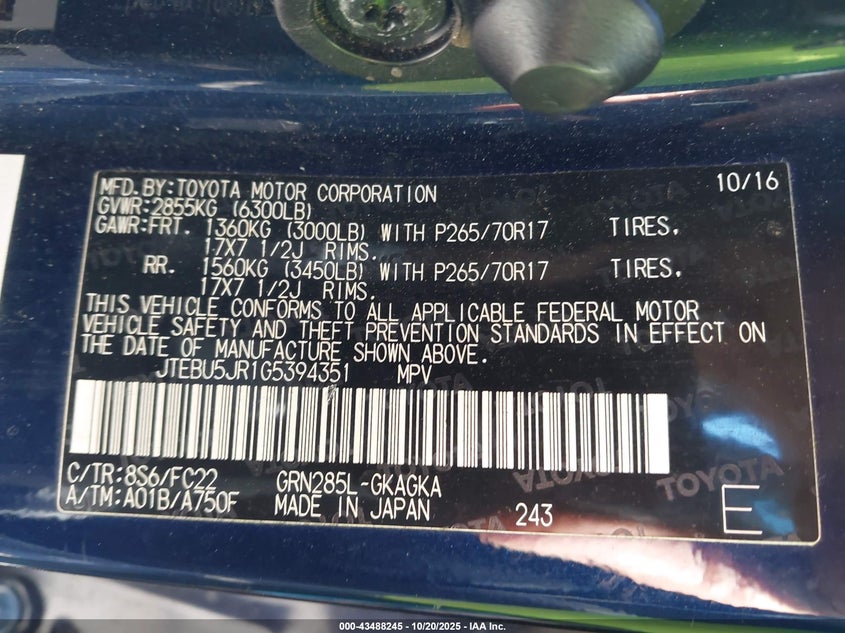 MFD.BY:TOYOTA MOTOR CORPORATION 10/16
GVWR:2855KG (6300LB)
GAWR:FRT. 1360KG (3000LB) WITH P265/70R17 TIRES,
17X7 1/2J RIMS.
RR. 1560KG (3450LB) WITH P265/70R17 TIRES,
17X7 1/2J RIMS.
THIS VEHICLE CONFORMS TO ALL APPLICABLE FEDERAL MOTOR
VEHICLE SAFETY AND THEFT PREVENTION STANDARDS IN EFFECT ON
THE DATE OF MANUFACTURE SHOWN ABOVE.
JTEBU5JR1G5394351 MPV
C/TR:8S6/FC22 GRN285L-GKAGKA
A/TM:A01B/A750F MADE IN JAPAN 243 E
000-43488245 - 10/20/2025 - IAA Inc.